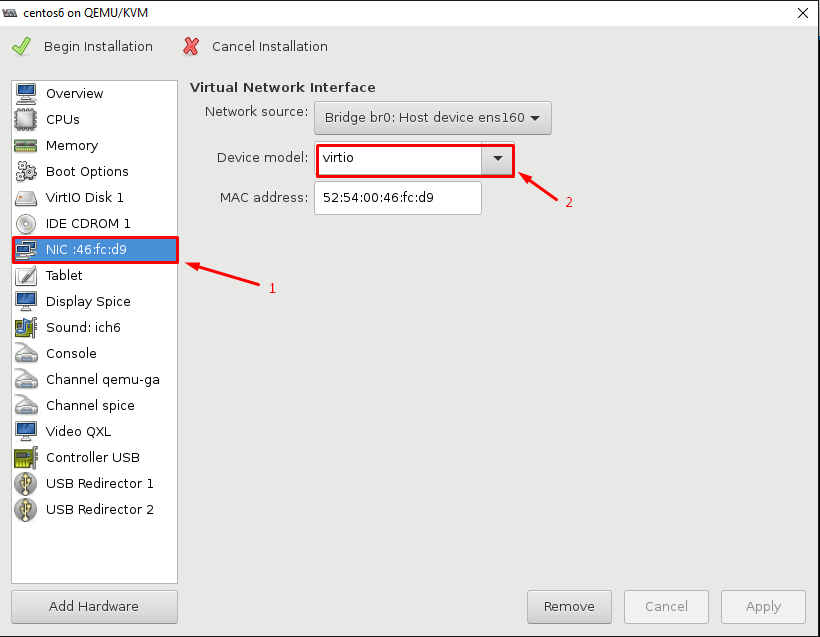 centos6 on QEMU/KVM
Begin Installation Cancel Installation
Overview
CPUs
Memory
Boot Options
VirtIO Disk 1
IDE CDROM 1
NIC :46:fc:d9
Tablet
Display Spice
Sound: ich6
Console
Channel qemu-ga
Channel spice
Video QXL
Controller USB
USB Redirector 1
USB Redirector 2
Add Hardware
Virtual Network Interface
Network source: Bridge br0: Host device ens160
Device model: virtio
MAC address: 52:54:00:46:fc:d9
1
2
Remove Cancel Apply